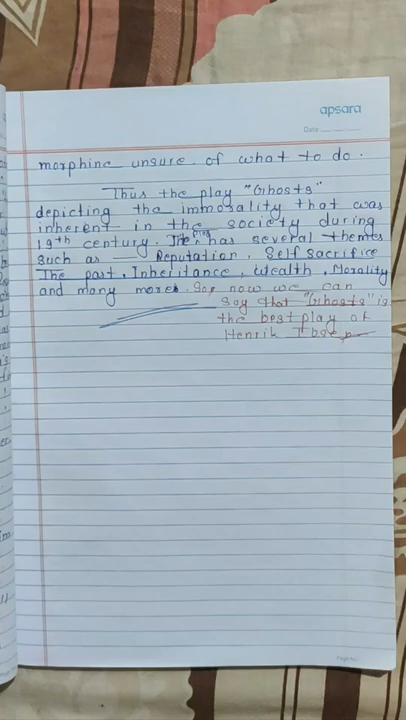 apsara
Date
morphine unsure of what to do.
Thus the play "Ghosts"
depicting the immorality that was
inherent in the society during
19th century. The play has several themes
such as Reputation, Self sacrifice
The past, Inheritance, wealth, Morality
and many more. So, now we can
say that "Ghosts" is
the best play of
Henrik Ibsen
Page No.